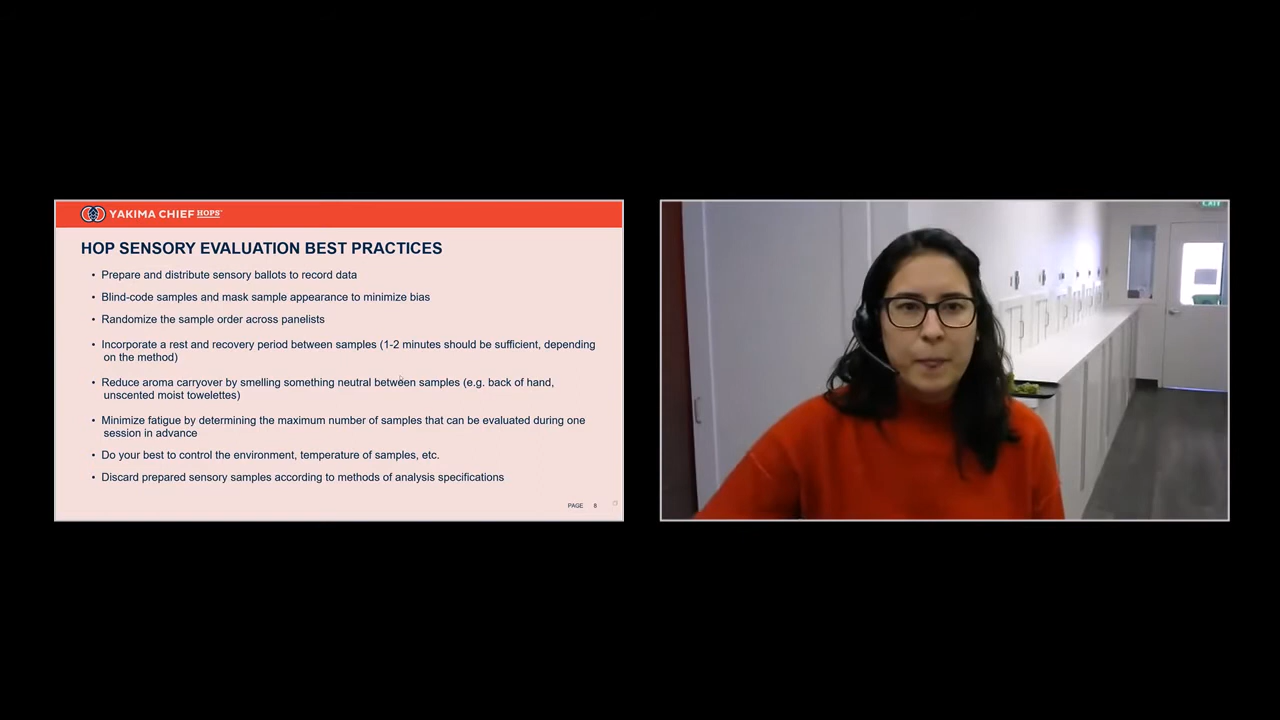 YAKIMA CHIEF HOPS
HOP SENSORY EVALUATION BEST PRACTICES
• Prepare and distribute sensory ballots to record data
• Blind-code samples and mask sample appearance to minimize bias
• Randomize the sample order across panelists
• Incorporate a rest and recovery period between samples (1-2 minutes should be sufficient, depending
on the method)
• Reduce aroma carryover by smelling something neutral between samples (e.g. back of hand,
unscented moist towelettes)
• Minimize fatigue by determining the maximum number of samples that can be evaluated during one
session in advance
• Do your best to control the environment, temperature of samples, etc.
• Discard prepared sensory samples according to methods of analysis specifications
PAGE 8
EXIT